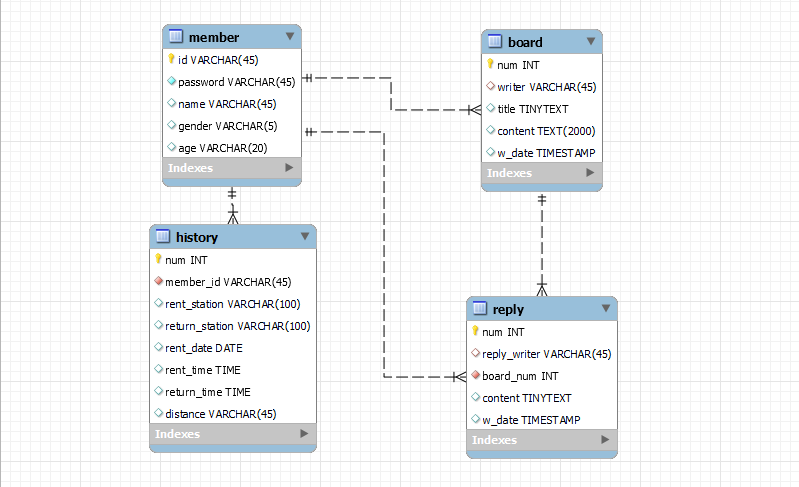 member
id VARCHAR(45)
password VARCHAR(45)
name VARCHAR(45)
gender VARCHAR(5)
age VARCHAR(20)
Indexes
board
num INT
writer VARCHAR(45)
title TINYTEXT
content TEXT(2000)
w_date TIMESTAMP
Indexes
history
num INT
member_id VARCHAR(45)
rent_station VARCHAR(100)
return_station VARCHAR(100)
rent_date DATE
rent_time TIME
return_time TIME
distance VARCHAR(45)
Indexes
reply
num INT
reply_writer VARCHAR(45)
board_num INT
content TINYTEXT
w_date TIMESTAMP
Indexes